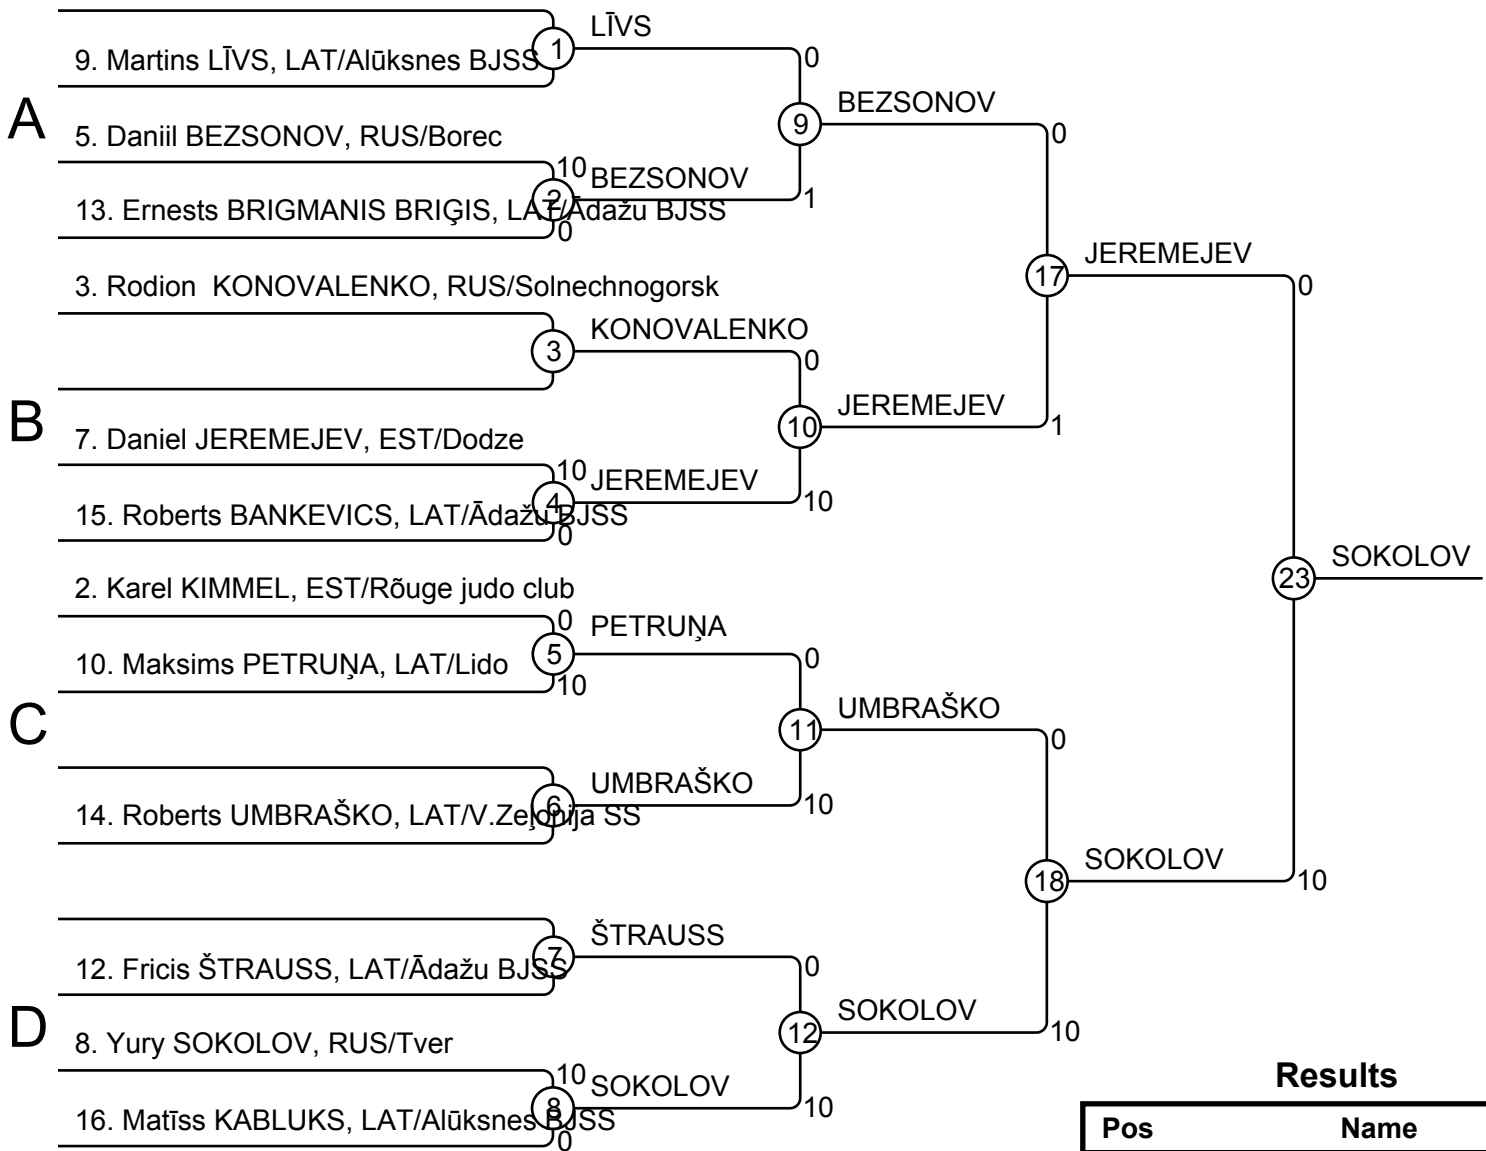 LĪVS
1
0
9. Martins LĪVS, LAT/Alūksnes BJSS
A
BEZSONOV
9
0
5. Daniil BEZSONOV, RUS/Borec
10
BEZSONOV
2
1
13. Ernests BRIGMANIS BRIĢIS, LAT/Ādažu BJSS
0
JEREMEJEV
17
0
3. Rodion KONOVALENKO, RUS/Solnechnogorsk
KONOVALENKO
3
0
B
JEREMEJEV
10
1
7. Daniel JEREMEJEV, EST/Dodze
10
JEREMEJEV
4
10
15. Roberts BANKEVICS, LAT/Ādažu BJSS
0
SOKOLOV
23
2. Karel KIMMEL, EST/Rõuge judo club
0
PETRUŅA
5
0
10. Maksims PETRUŅA, LAT/Lido
10
C
UMBRAŠKO
11
0
UMBRAŠKO
6
10
14. Roberts UMBRAŠKO, LAT/V.Zeļonija SS
SOKOLOV
18
10
ŠTRAUSS
7
0
12. Fricis ŠTRAUSS, LAT/Ādažu BJSS
D
SOKOLOV
12
10
8. Yury SOKOLOV, RUS/Tver
10
SOKOLOV
8
10
16. Matīss KABLUKS, LAT/Alūksnes BJSS
0
Results
Pos Name